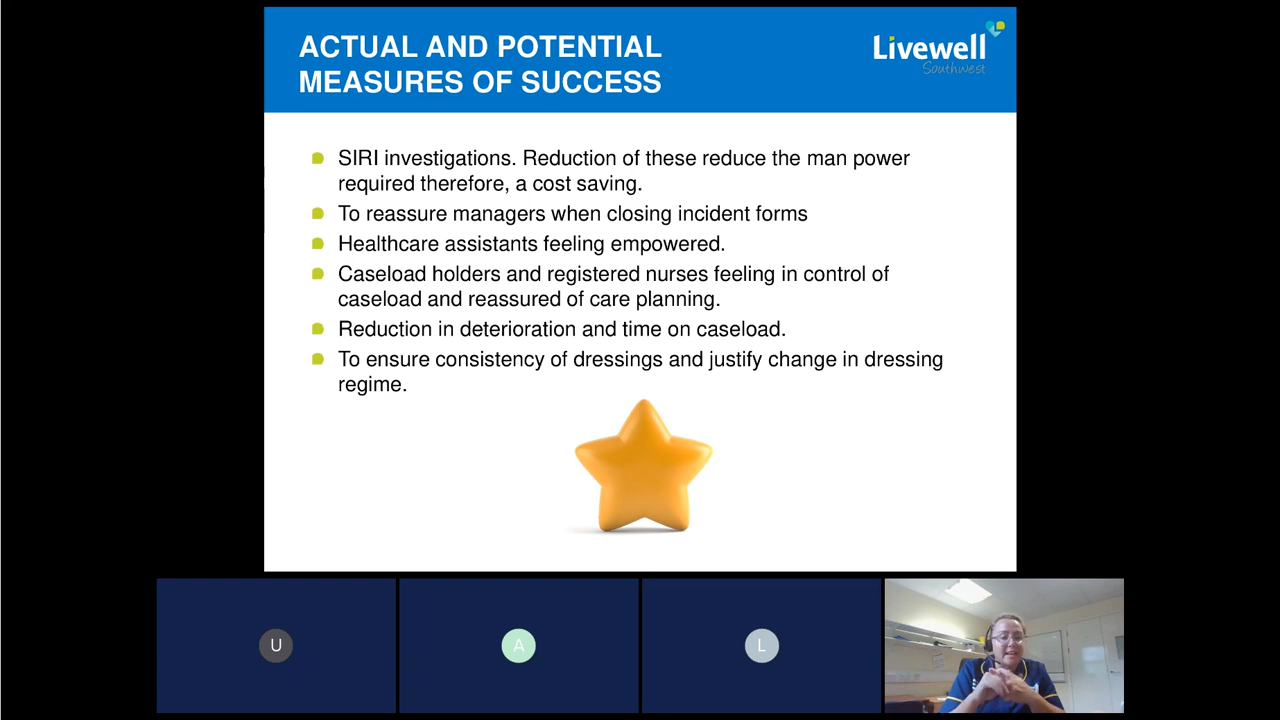 ACTUAL AND POTENTIAL
MEASURES OF SUCCESS
Livewell
Southwest
SIRI investigations. Reduction of these reduce the man power
required therefore, a cost saving.
To reassure managers when closing incident forms
Healthcare assistants feeling empowered.
Caseload holders and registered nurses feeling in control of
caseload and reassured of care planning.
Reduction in deterioration and time on caseload.
To ensure consistency of dressings and justify change in dressing
regime.
U
A
L